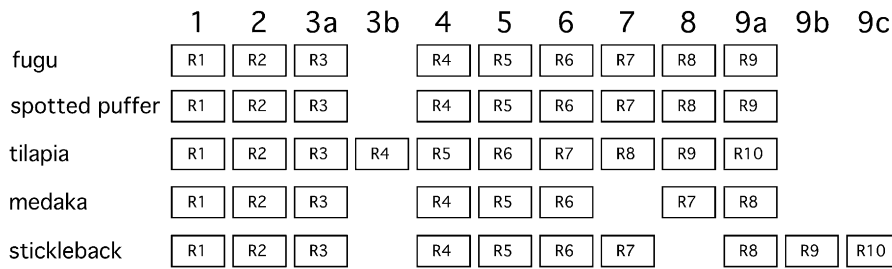 1 2 3a 3b 4 5 6 7 8 9a 9b 9c
fugu R1 R2 R3 R4 R5 R6 R7 R8 R9
spotted puffer R1 R2 R3 R4 R5 R6 R7 R8 R9
tilapia R1 R2 R3 R4 R5 R6 R7 R8 R9 R10
medaka R1 R2 R3 R4 R5 R6 R7 R8
stickleback R1 R2 R3 R4 R5 R6 R7 R8 R9 R10